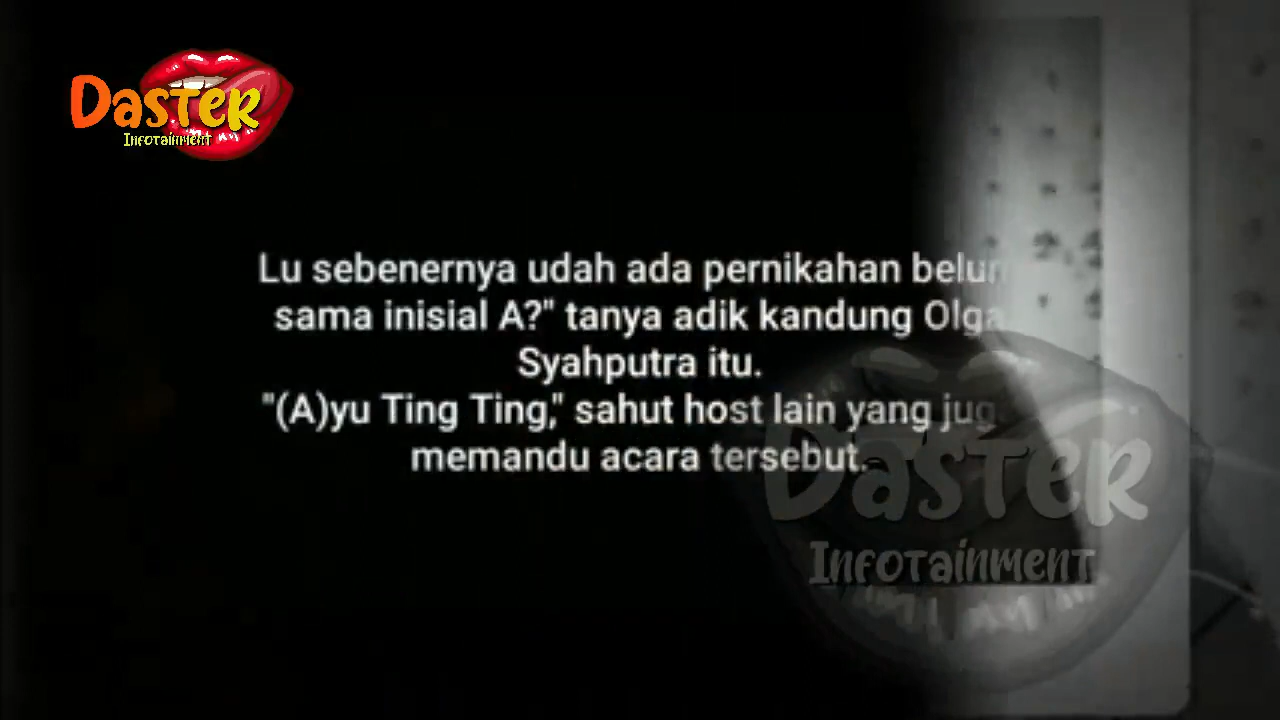 Daster
Infotainment
Lu sebenernya udah ada pernikahan belum
sama inisial A?" tanya adik kandung Olga
Syahputra itu.
"(A)yu Ting Ting," sahut host lain yang jug
memandu acara tersebut.
Daster
Infotainment